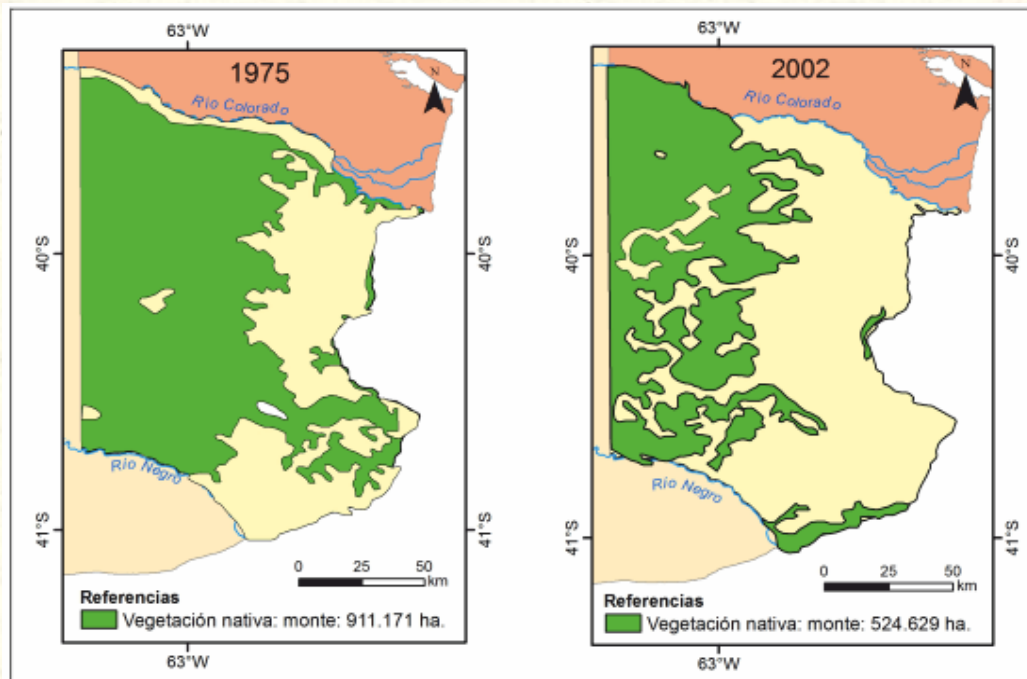 63°W
1975
N
Río Colorado
40°S
Río Negro
41°S
0 25 50
km
Referencias
Vegetación nativa: monte: 911.171 ha.
63°W
63°W
2002
N
Río Colorado
40°S
40°S
Río Negro
41°S
41°S
0 25 50
km
Referencias
Vegetación nativa: monte: 524.629 ha.
63°W
40°S
41°S